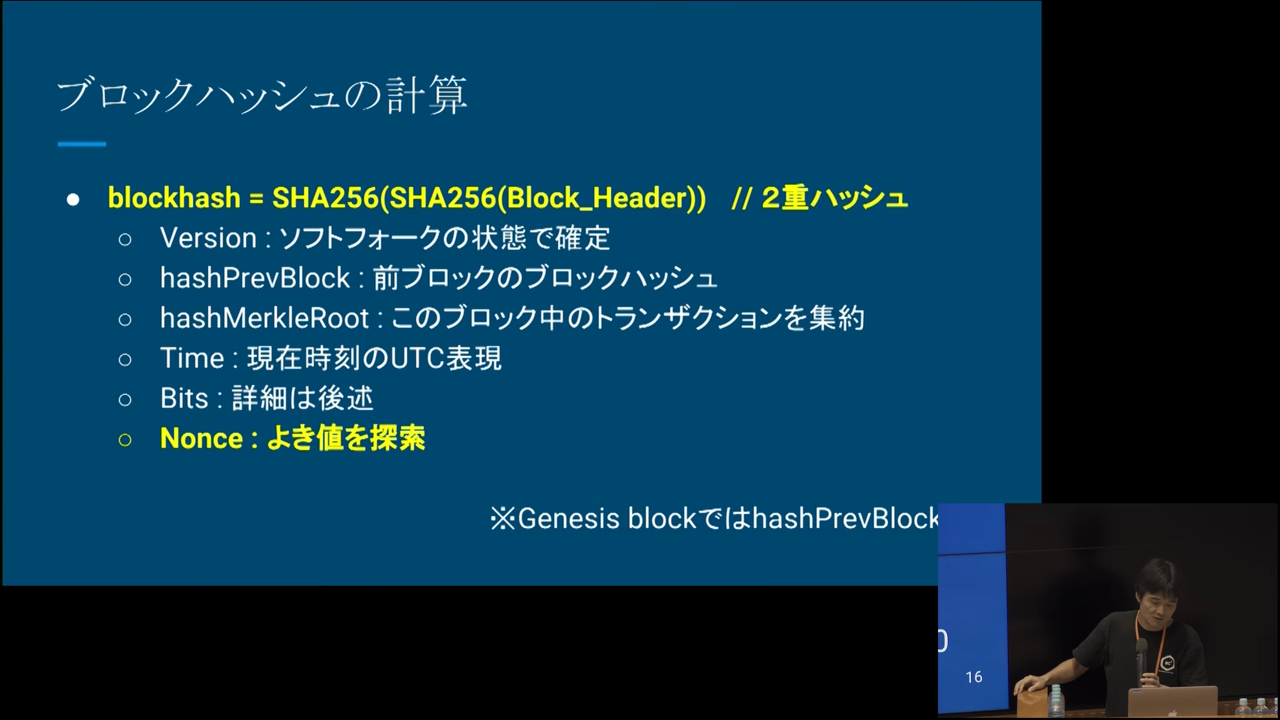 ブロックハッシュの計算
● blockhash = SHA256(SHA256(Block_Header)) // ２重ハッシュ
○ Version : ソフトフォークの状態で確定
○ hashPrevBlock : 前ブロックのブロックハッシュ
○ hashMerkleRoot : このブロック中のトランザクションを集約
○ Time : 現在時刻のUTC表現
○ Bits : 詳細は後述
○ Nonce : よき値を探索
※Genesis blockではhashPrevBlock
0
16